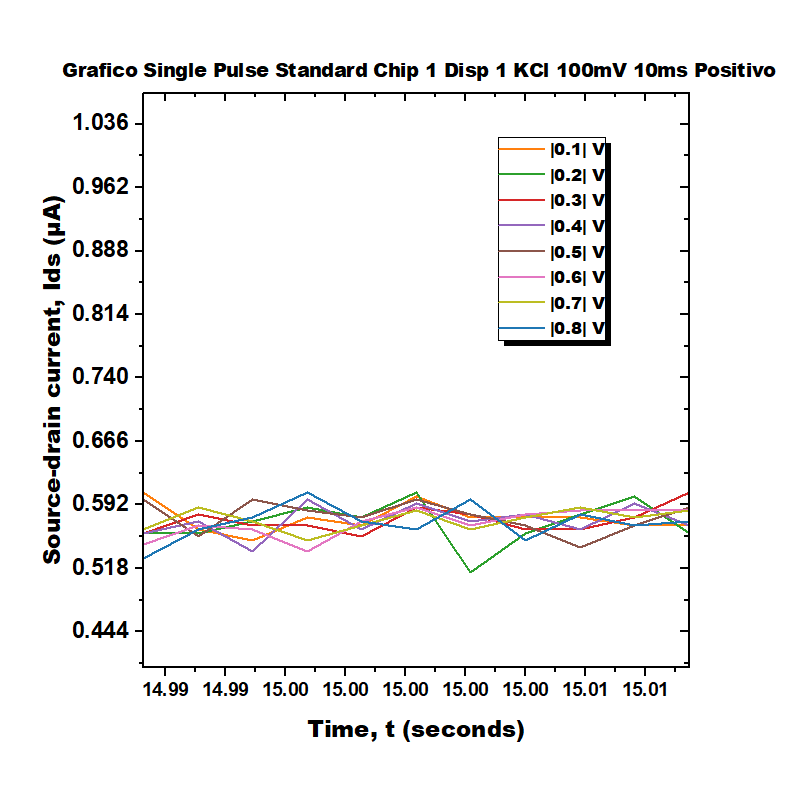 Grafico Single Pulse Standard Chip 1 Disp 1 KCl 100mV 10ms Positivo
1.036
0.962
0.888
0.814
0.740
0.666
0.592
0.518
0.444
Source-drain current, Ids (µA)
|0.1| V
|0.2| V
|0.3| V
|0.4| V
|0.5| V
|0.6| V
|0.7| V
|0.8| V
14.99 14.99 15.00 15.00 15.00 15.00 15.00 15.01 15.01
Time, t (seconds)